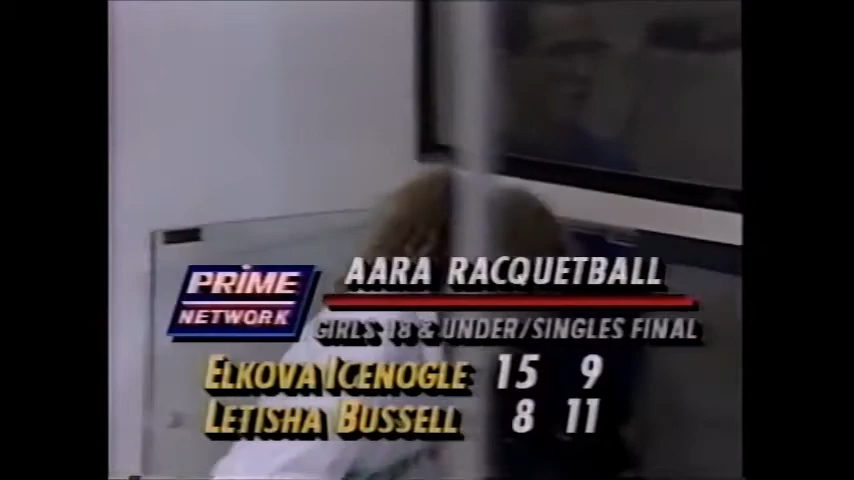 PRIME
NETWORK
AARA RACQUETBALL
GIRLS 18 & UNDER/SINGLES FINAL
ELKOVA ICENOGLE 15 9
LETISHA BUSSELL 8 11